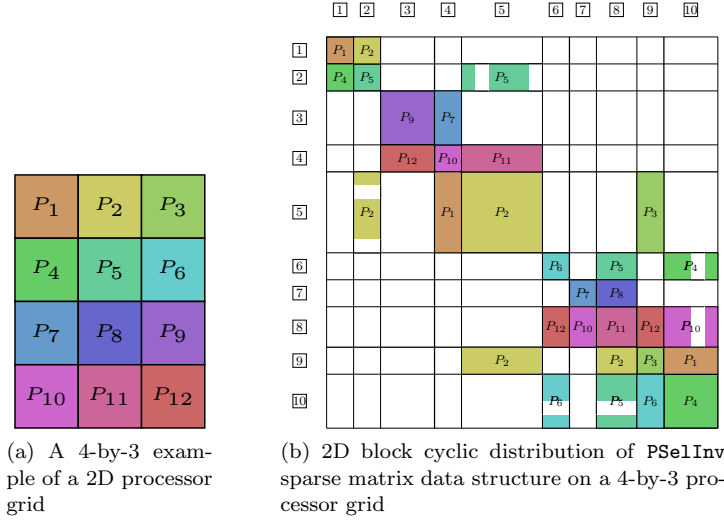 1 2 3 4 5 6 7 8 9 10
1 P1 P2
2 P4 P5 P5
3 P9 P7
4 P12 P10 P11
5 P2 P1 P2 P3
6 P6 P5 P4
7 P7 P8
8 P12 P10 P11 P12 P10
9 P2 P2 P3 P1
10 P6 P5 P6 P4
P1 P2 P3
P4 P5 P6
P7 P8 P9
P10 P11 P12
(a) A 4-by-3 exam-
ple of a 2D processor
grid
(b) 2D block cyclic distribution of PSelInv
sparse matrix data structure on a 4-by-3 pro-
cessor grid